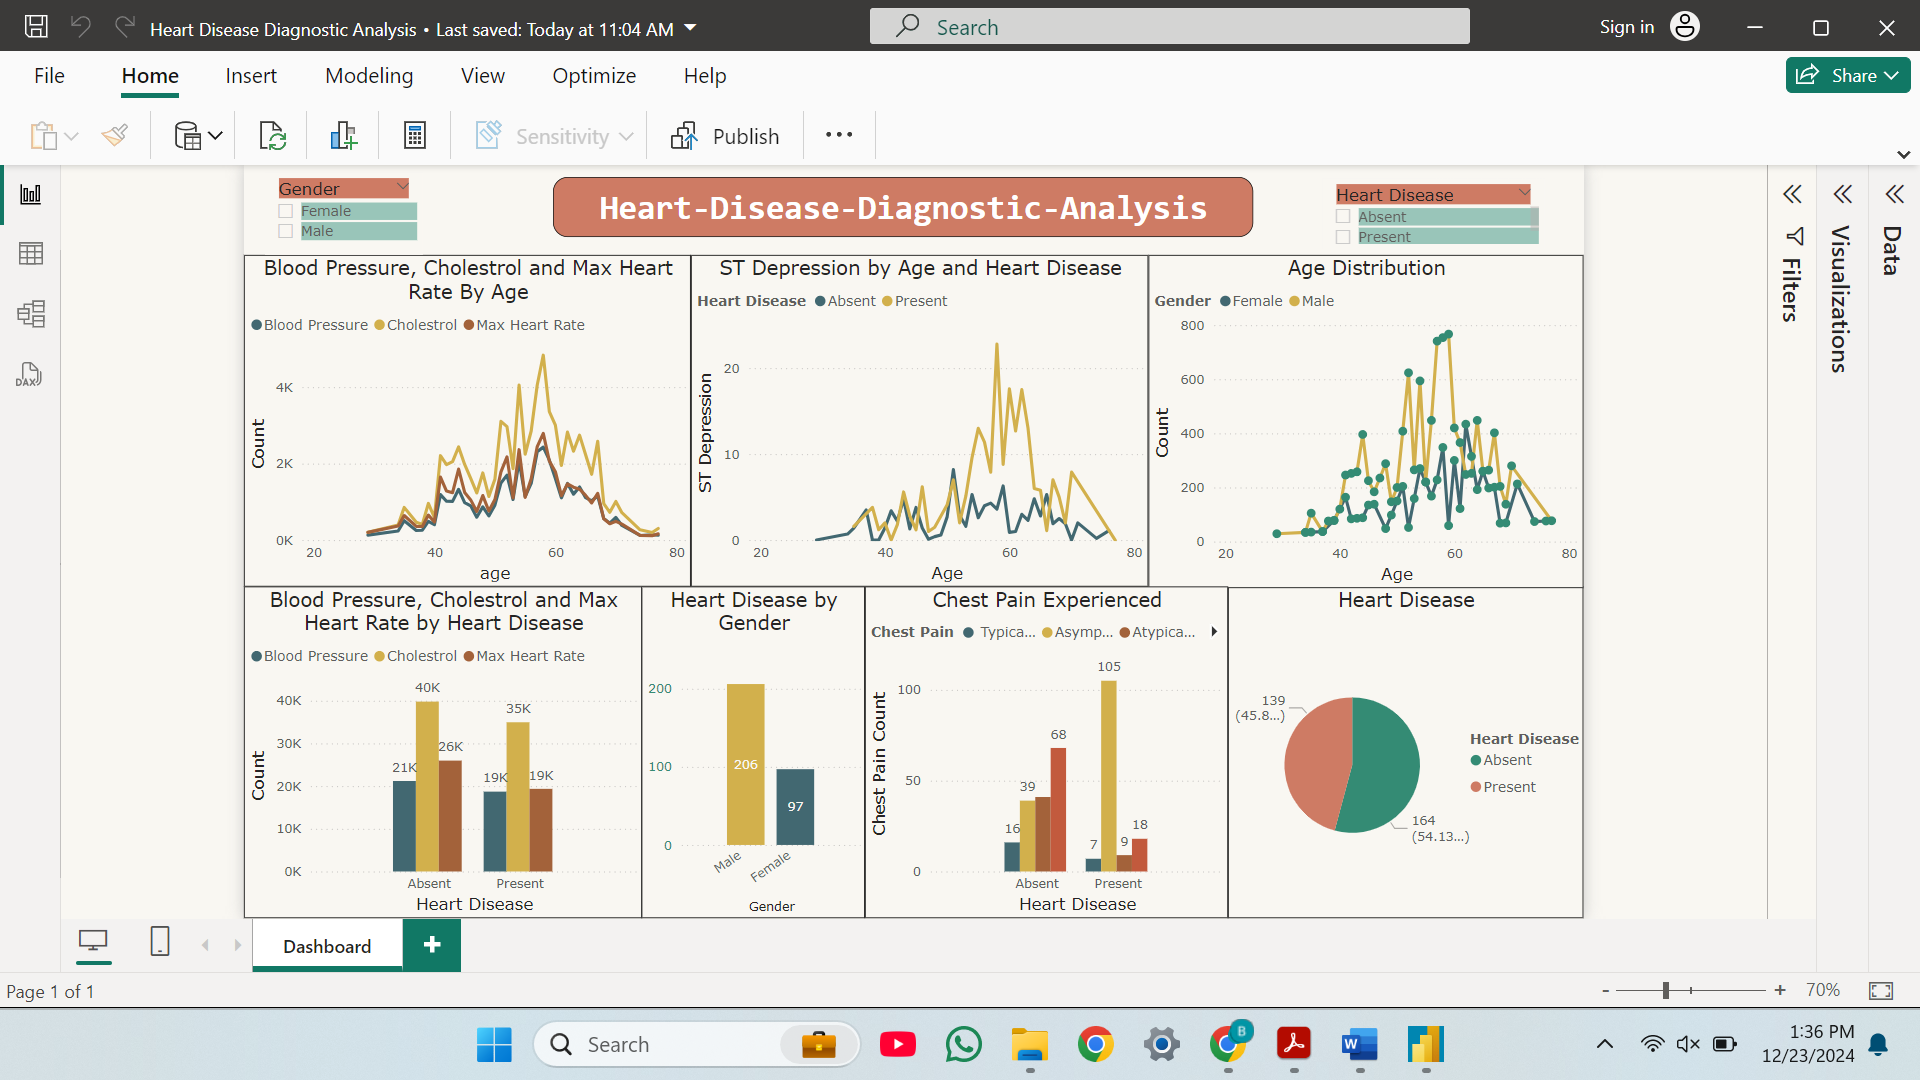 Heart Disease Diagnostic Analysis • Last saved: Today at 11:04 AM
Search
Sign in
File
Home
Insert
Modeling
View
Optimize
Help
Share
Sensitivity
Publish
DAX
Gender
Female
Male
Heart-Disease-Diagnostic-Analysis
Heart Disease
Absent
Present
Filters
Visualizations
Data
Blood Pressure, Cholestrol and Max Heart
Rate By Age
Blood Pressure Cholestrol Max Heart Rate
Count
4K
2K
0K
20 40 60 80
age
ST Depression by Age and Heart Disease
Heart Disease Absent Present
ST Depression
20
10
0
20 40 60 80
Age
Age Distribution
Gender Female Male
Count
800
600
400
200
0
20 40 60 80
Age
Blood Pressure, Cholestrol and Max
Heart Rate by Heart Disease
Blood Pressure Cholestrol Max Heart Rate
Count
40K
30K
20K
10K
0K
21K 40K 26K
19K 35K 19K
Absent Present
Heart Disease
Heart Disease by
Gender
200
100
0
206
97
Male
Female
Gender
Chest Pain Experienced
Chest Pain Typica... Asymp... Atypica...
Chest Pain Count
100
50
0
16 39 68
7 105 9 18
Absent Present
Heart Disease
Heart Disease
139
(45.8...)
164
(54.13...)
Heart Disease
Absent
Present
Dashboard
+
Page 1 of 1
- + 70%
Search
B
W
1:36 PM
12/23/2024